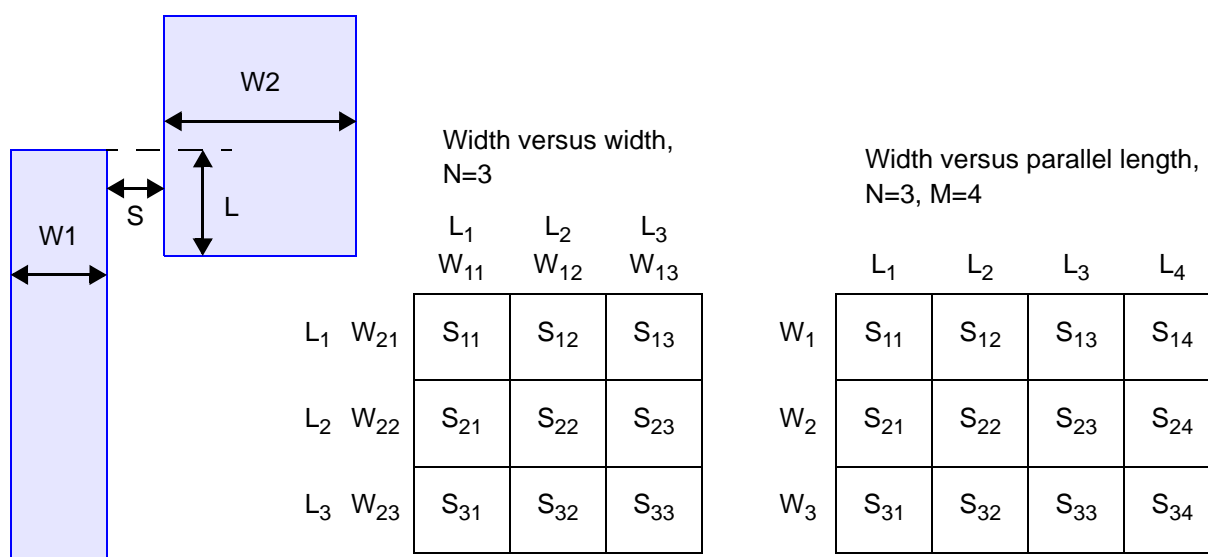 W2
S
L
W1
Width versus width,
N=3
L₁ L₂ L₃
W₁₁ W₁₂ W₁₃
L₁ W₂₁ S₁₁ S₁₂ S₁₃
L₂ W₂₂ S₂₁ S₂₂ S₂₃
L₃ W₂₃ S₃₁ S₃₂ S₃₃
Width versus parallel length,
N=3, M=4
L₁ L₂ L₃ L₄
W₁ S₁₁ S₁₂ S₁₃ S₁₄
W₂ S₂₁ S₂₂ S₂₃ S₂₄
W₃ S₃₁ S₃₂ S₃₃ S₃₄